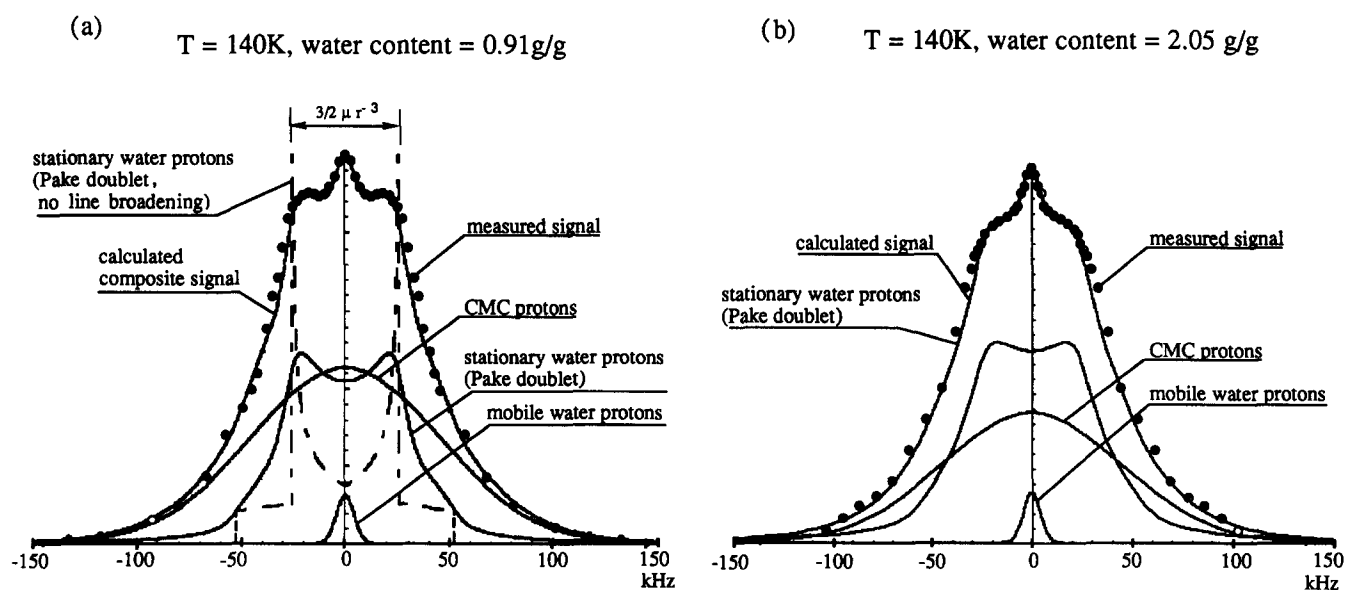 (a)
T = 140K, water content = 0.91g/g
3/2 μ r⁻³
stationary water protons
(Pake doublet,
no line broadening)
measured signal
calculated
composite signal
CMC protons
stationary water protons
(Pake doublet)
mobile water protons
-150 -100 -50 0 50 100 150
kHz
(b)
T = 140K, water content = 2.05 g/g
calculated signal
measured signal
stationary water protons
(Pake doublet)
CMC protons
mobile water protons
-150 -100 -50 0 50 100 150
kHz